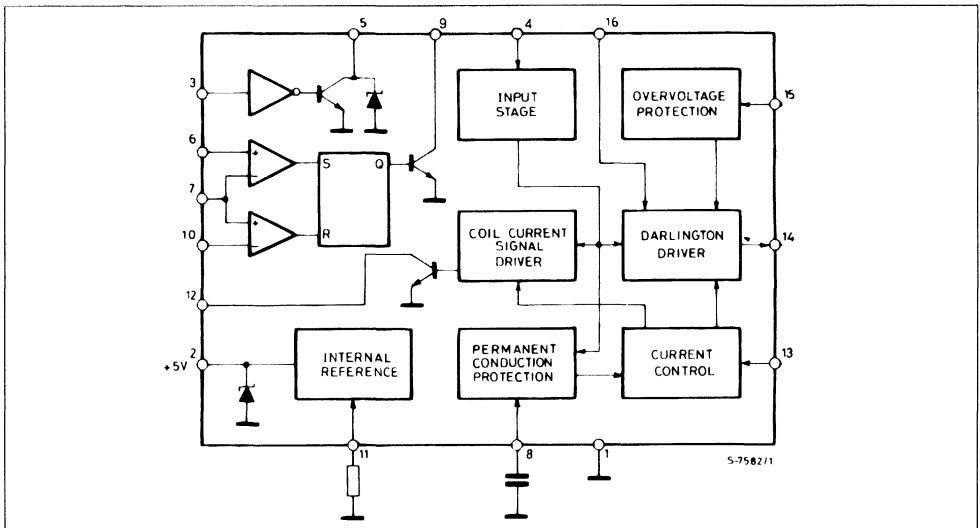 5 9 4 16
3
INPUT
STAGE
OVERVOLTAGE
PROTECTION
15
6
+
-
S Q
7
R
+
-
10
COIL CURRENT
SIGNAL
DRIVER
DARLINGTON
DRIVER
14
12
2
+5V
INTERNAL
REFERENCE
PERMANENT
CONDUCTION
PROTECTION
CURRENT
CONTROL
13
11 8 1
S-7582/1